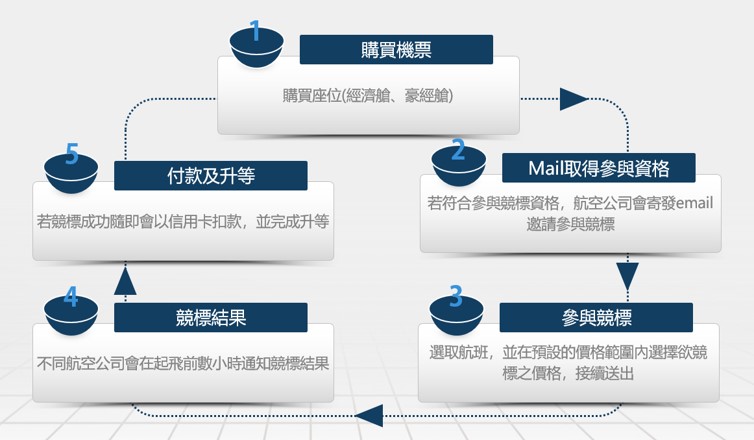 1
購買機票
購買座位(經濟艙、豪經艙)
2
Mail取得參與資格
若符合參與競標資格，航空公司會寄發email
邀請參與競標
3
參與競標
選取航班，並在預設的價格範圍內選擇欲競
標之價格，接續送出
4
競標結果
不同航空公司會在起飛前數小時通知競標結果
5
付款及升等
若競標成功隨即會以信用卡扣款，並完成升等